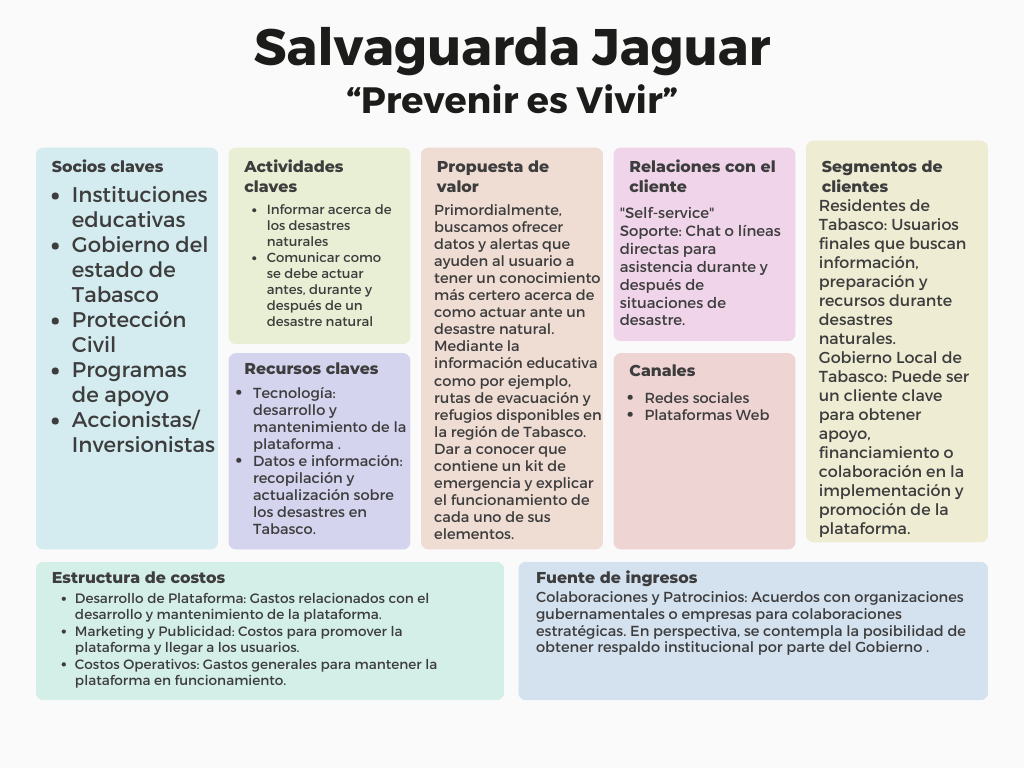 Salvaguarda Jaguar
“Prevenir es Vivir”
Socios claves
• Instituciones
educativas
• Gobierno del
estado de
Tabasco
• Protección
Civil
• Programas
de apoyo
• Accionistas/
Inversionistas
Actividades
claves
• Informar acerca de
los desastres
naturales
• Comunicar como
se debe actuar
antes, durante y
después de un
desastre natural
Recursos claves
• Tecnología:
desarrollo y
mantenimiento de la
plataforma .
• Datos e información:
recopilación y
actualización sobre
los desastres en
Tabasco.
Propuesta de
valor
Primordialmente,
buscamos ofrecer
datos y alertas que
ayuden al usuario a
tener un conocimiento
más certero acerca de
como actuar ante un
desastre natural.
Mediante la
información educativa
como por ejemplo,
rutas de evacuación y
refugios disponibles en
la región de Tabasco.
Dar a conocer que
contiene un kit de
emergencia y explicar
el funcionamiento de
cada uno de sus
elementos.
Relaciones con el
cliente
"Self-service"
Soporte: Chat o líneas
directas para
asistencia durante y
después de
situaciones de
desastre.
Canales
• Redes sociales
• Plataformas Web
Segmentos de
clientes
Residentes de
Tabasco: Usuarios
finales que buscan
información,
preparación y
recursos durante
desastres
naturales.
Gobierno Local de
Tabasco: Puede ser
un cliente clave
para obtener
apoyo,
financiamiento o
colaboración en la
implementación y
promoción de la
plataforma.
Estructura de costos
• Desarrollo de Plataforma: Gastos relacionados con el
desarrollo y mantenimiento de la plataforma.
• Marketing y Publicidad: Costos para promover la
plataforma y llegar a los usuarios.
• Costos Operativos: Gastos generales para mantener la
plataforma en funcionamiento.
Fuente de ingresos
Colaboraciones y Patrocinios: Acuerdos con organizaciones
gubernamentales o empresas para colaboraciones
estratégicas. En perspectiva, se contempla la posibilidad de
obtener respaldo institucional por parte del Gobierno .